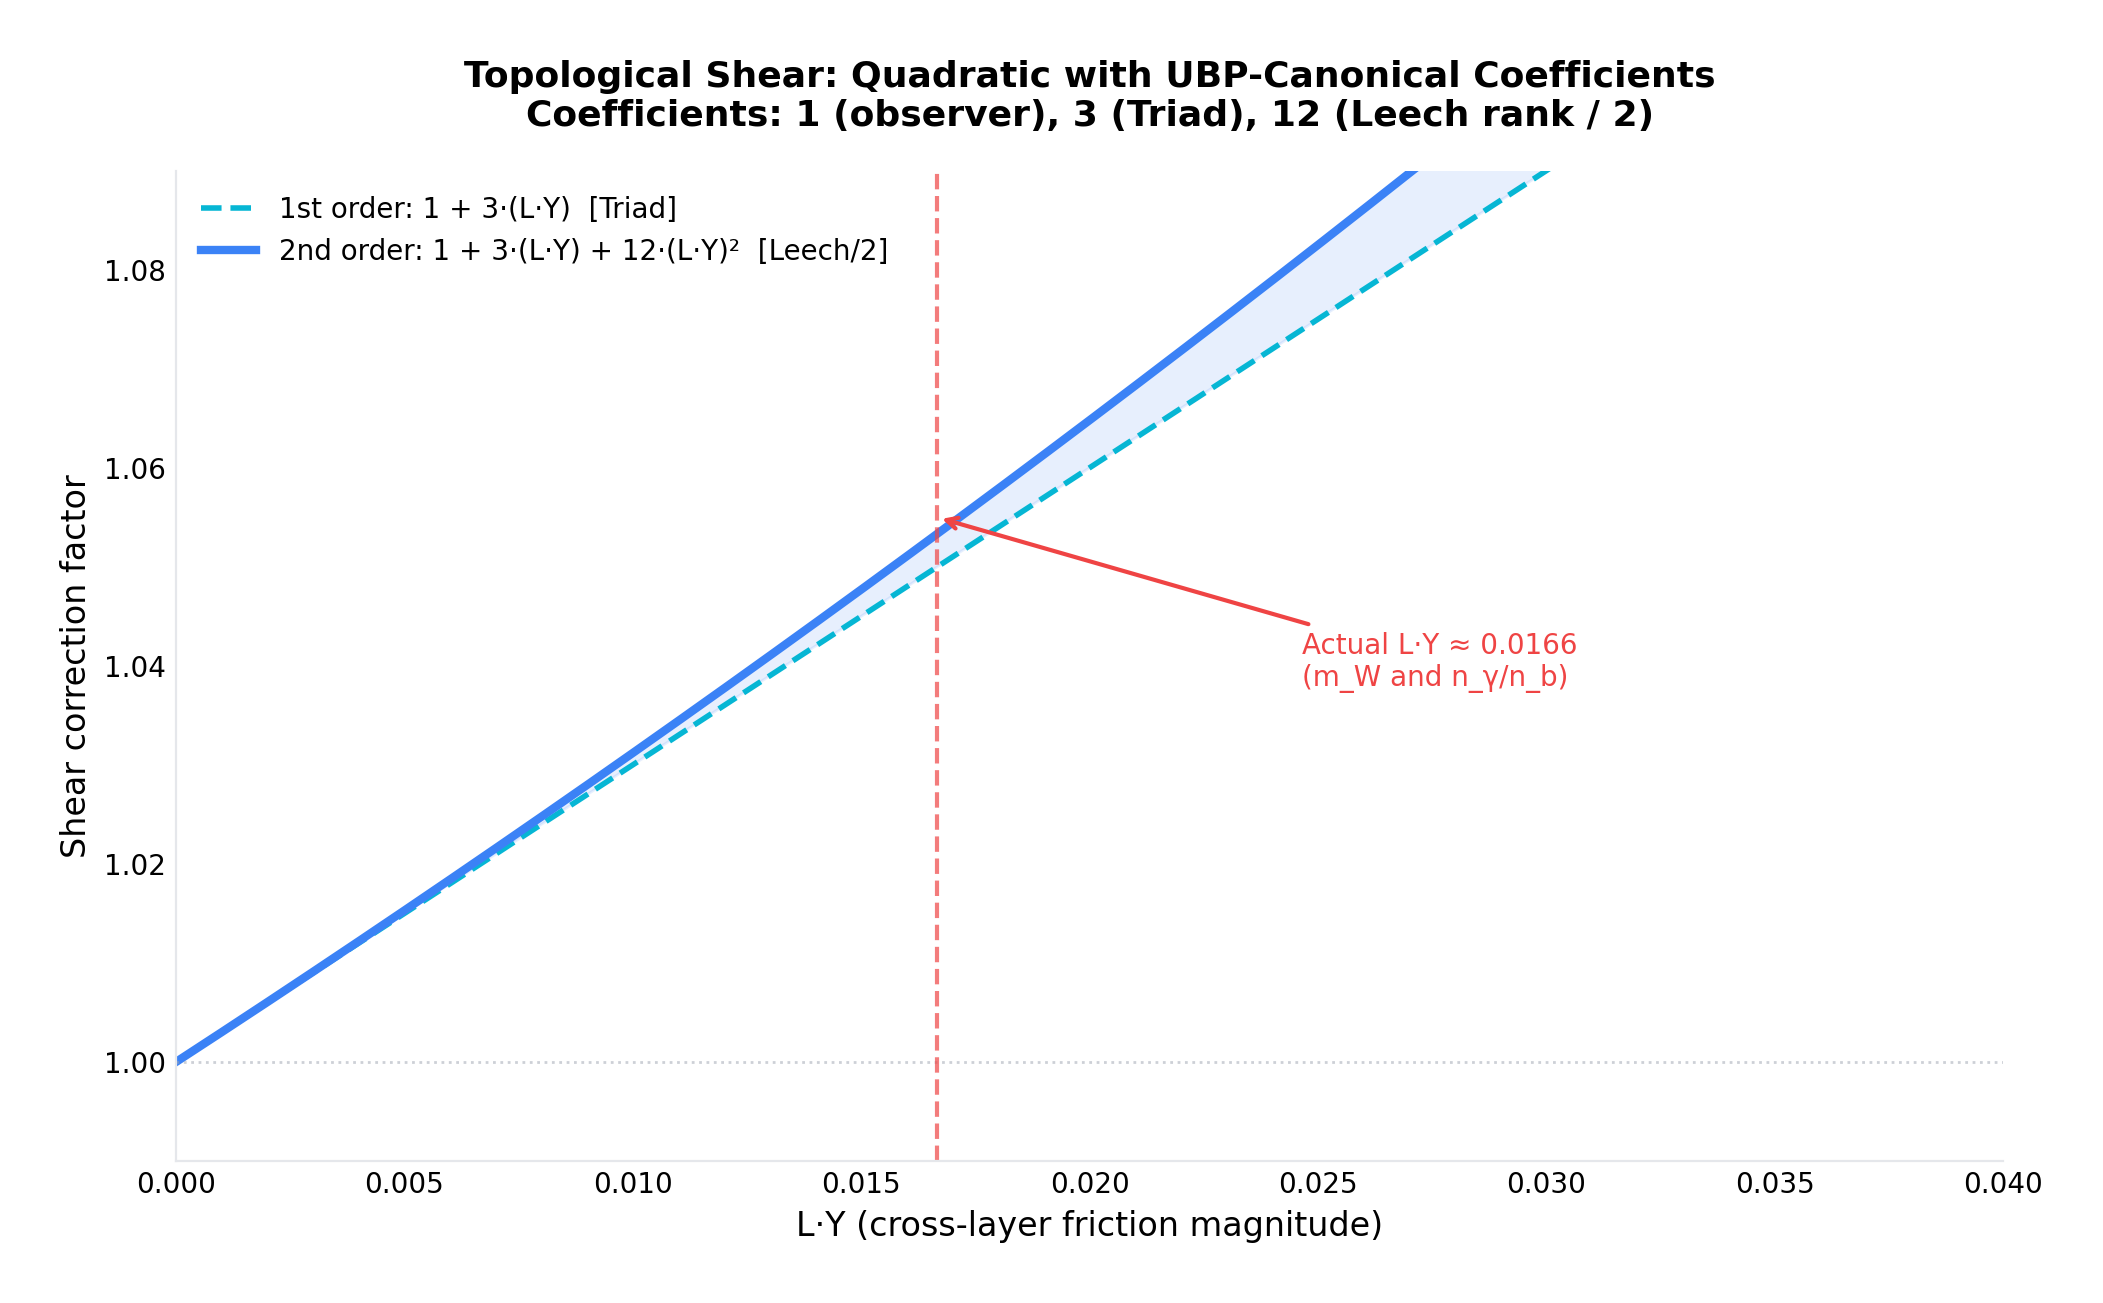 Topological Shear: Quadratic with UBP-Canonical Coefficients
Coefficients: 1 (observer), 3 (Triad), 12 (Leech rank / 2)
1st order: 1 + 3·(L·Y)  [Triad]
2nd order: 1 + 3·(L·Y) + 12·(L·Y)²  [Leech/2]
Shear correction factor
1.08
1.06
1.04
1.02
1.00
Actual L·Y ≈ 0.0166
(m_W and n_γ/n_b)
0.000 0.005 0.010 0.015 0.020 0.025 0.030 0.035 0.040
L·Y (cross-layer friction magnitude)